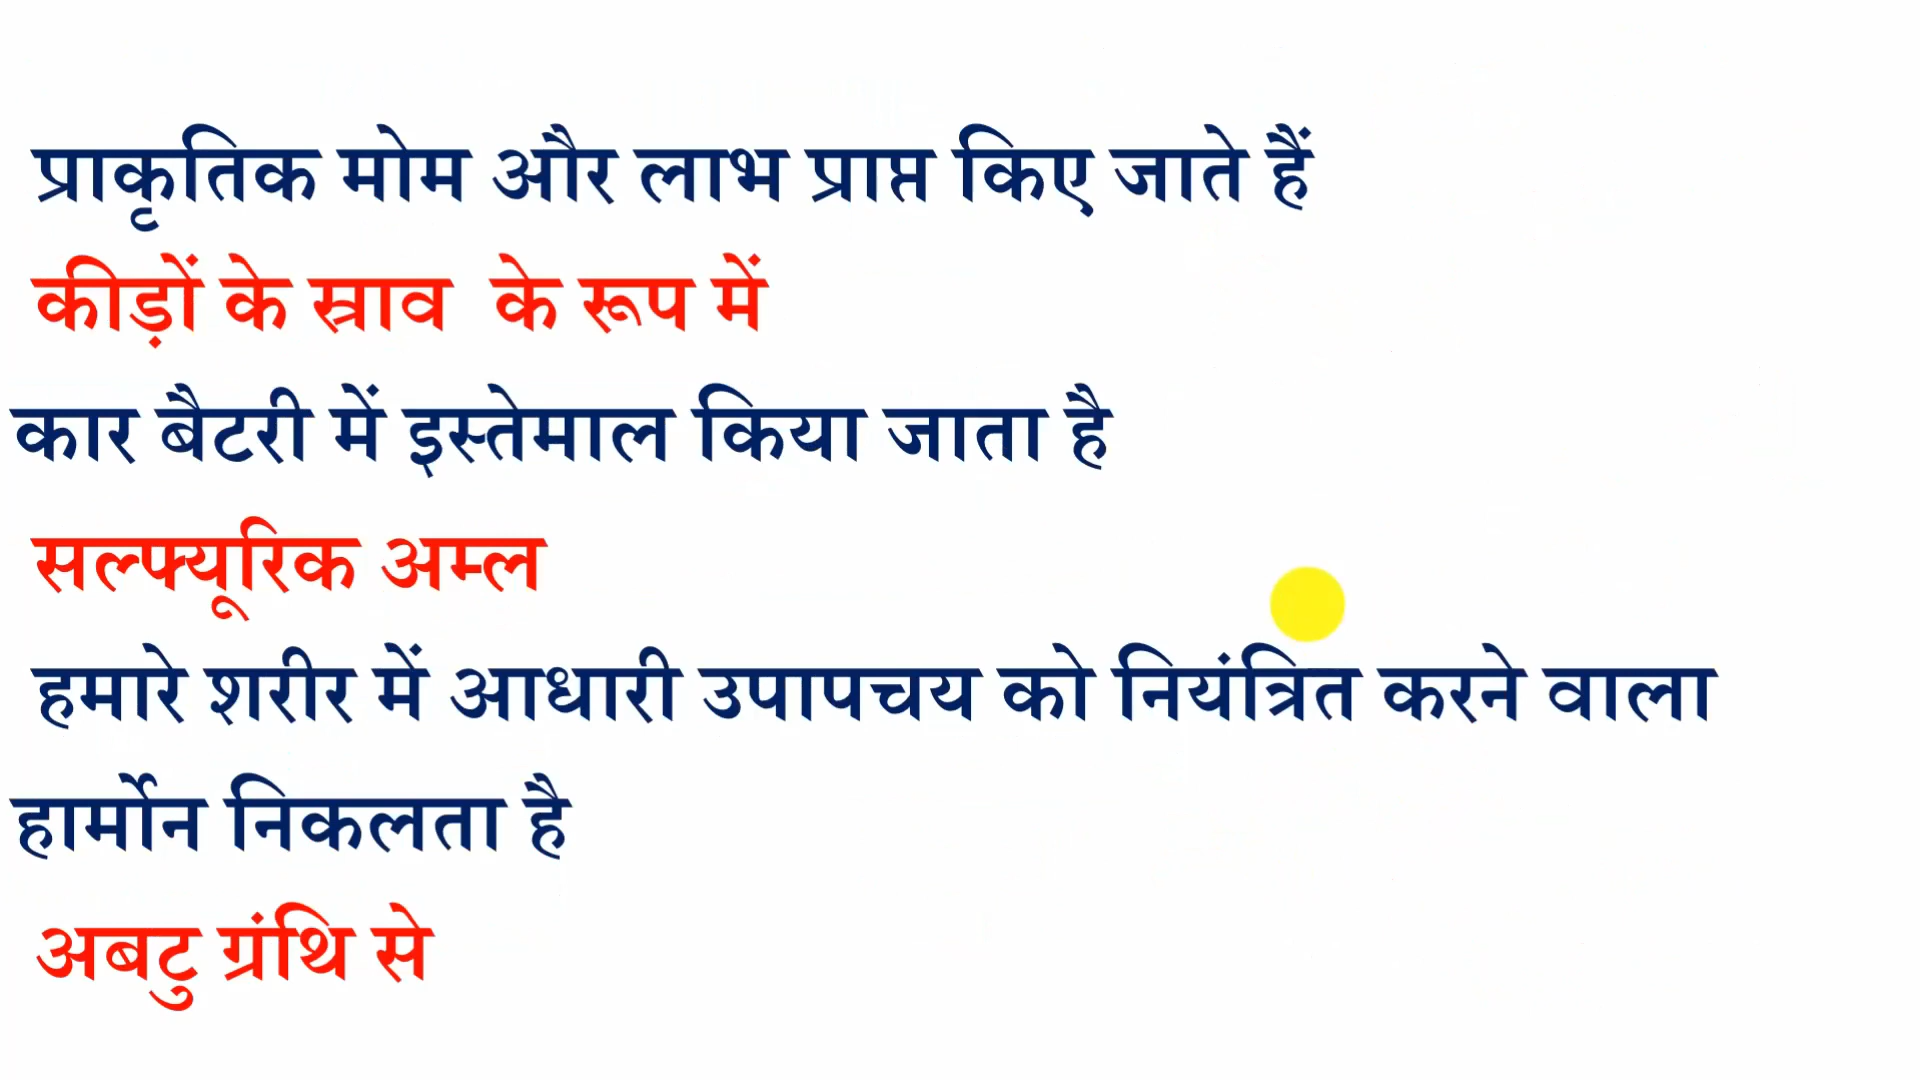 प्राकृतिक मोम और लाभ प्राप्त किए जाते हैं
कीड़ों के स्राव के रूप में
कार बैटरी में इस्तेमाल किया जाता है
सल्फ्यूरिक अम्ल
हमारे शरीर में आधारी उपापचय को नियंत्रित करने वाला
हार्मोन निकलता है
अबटु ग्रंथि से